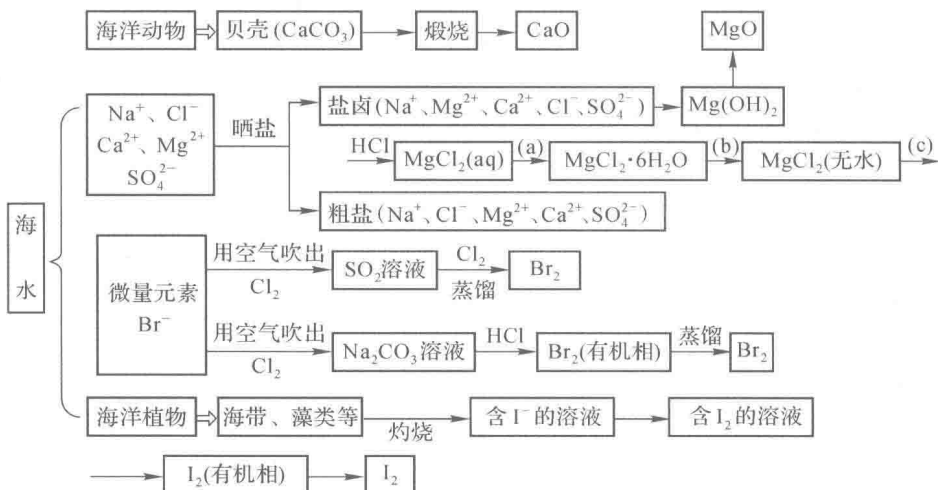 海洋动物 ⇒ 贝壳(CaCO₃) → 煅烧 → CaO
MgO
Na⁺、Cl⁻
Ca²⁺、Mg²⁺
SO₄²⁻
晒盐
盐卤(Na⁺、Mg²⁺、Ca²⁺、Cl⁻、SO₄²⁻) → Mg(OH)₂
HCl → MgCl₂(aq) (a) → MgCl₂·6H₂O (b) → MgCl₂(无水) (c) →
粗盐(Na⁺、Cl⁻、Mg²⁺、Ca²⁺、SO₄²⁻)
海水
微量元素
Br⁻
用空气吹出
Cl₂
SO₂溶液
Cl₂
蒸馏
Br₂
用空气吹出
Cl₂
Na₂CO₃溶液
HCl
Br₂(有机相)
蒸馏
Br₂
海洋植物 ⇒ 海带、藻类等
灼烧
含I⁻的溶液 → 含I₂的溶液
→ I₂(有机相) → I₂